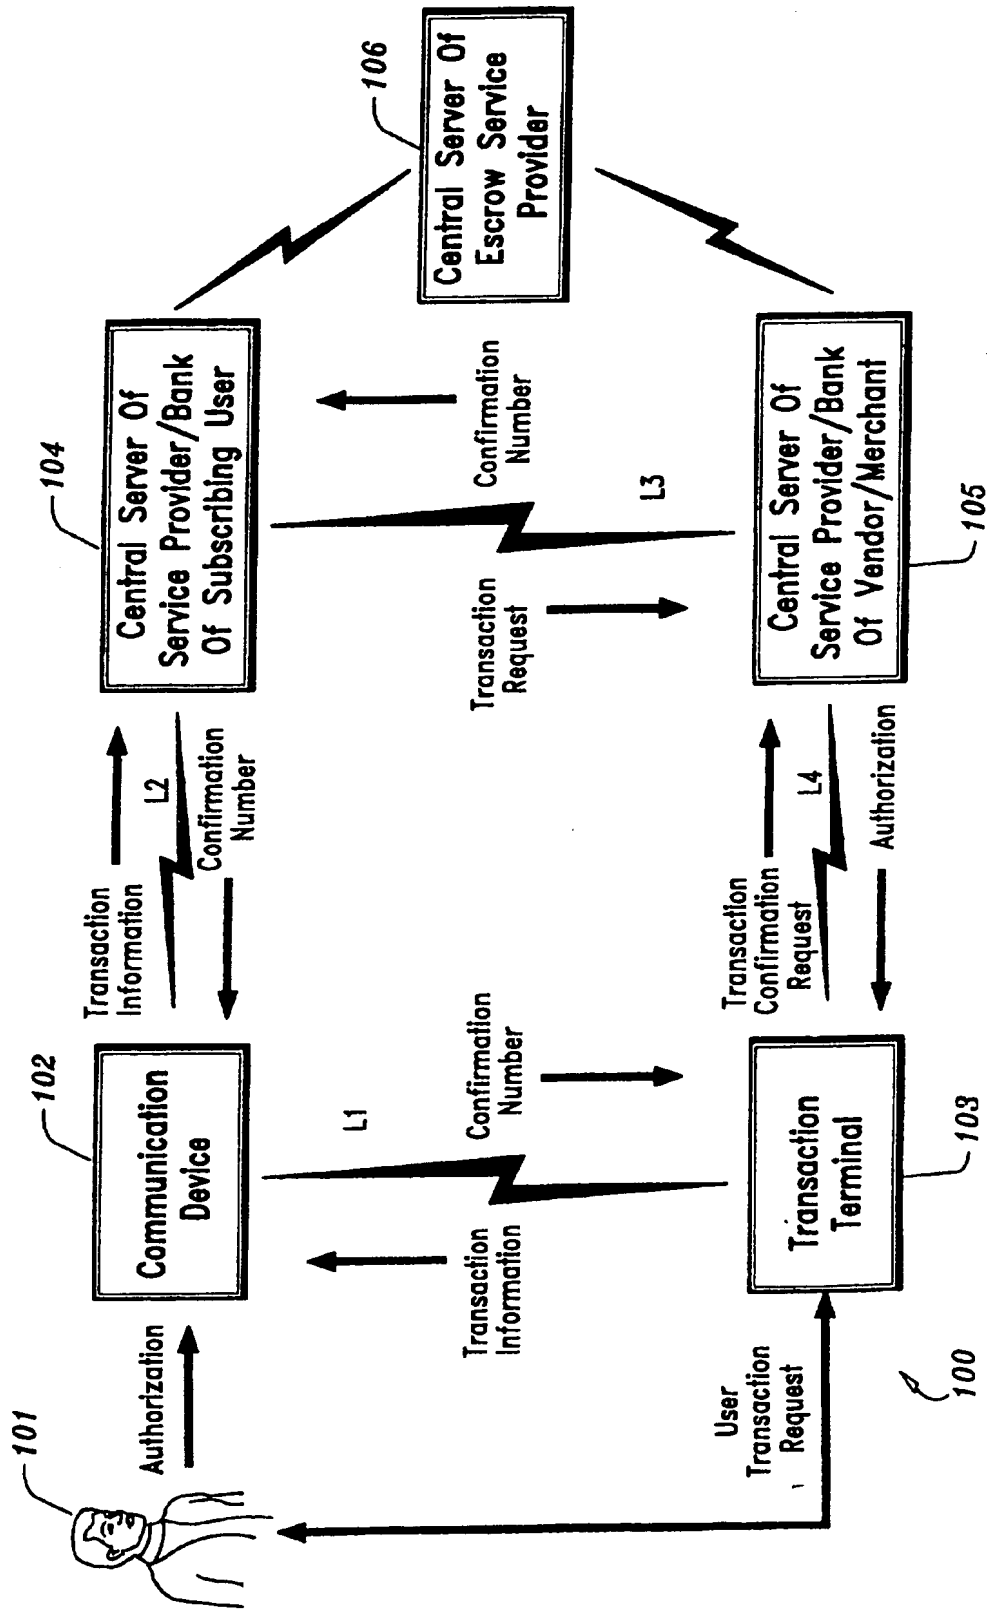 101
Authorization
102
Communication
Device
Transaction
Information
L2
Confirmation
Number
104
Central Server Of
Service Provider/Bank
Of Subscribing User
106
Central Server Of
Escrow Service
Provider
Transaction
Information
L1
Confirmation
Number
Transaction
Request
L3
Confirmation
Number
User
Transaction
Request
Transaction
Terminal
103
Transaction
Confirmation
Request
L4
Authorization
Central Server Of
Service Provider/Bank
Of Vendor/Merchant
105
100